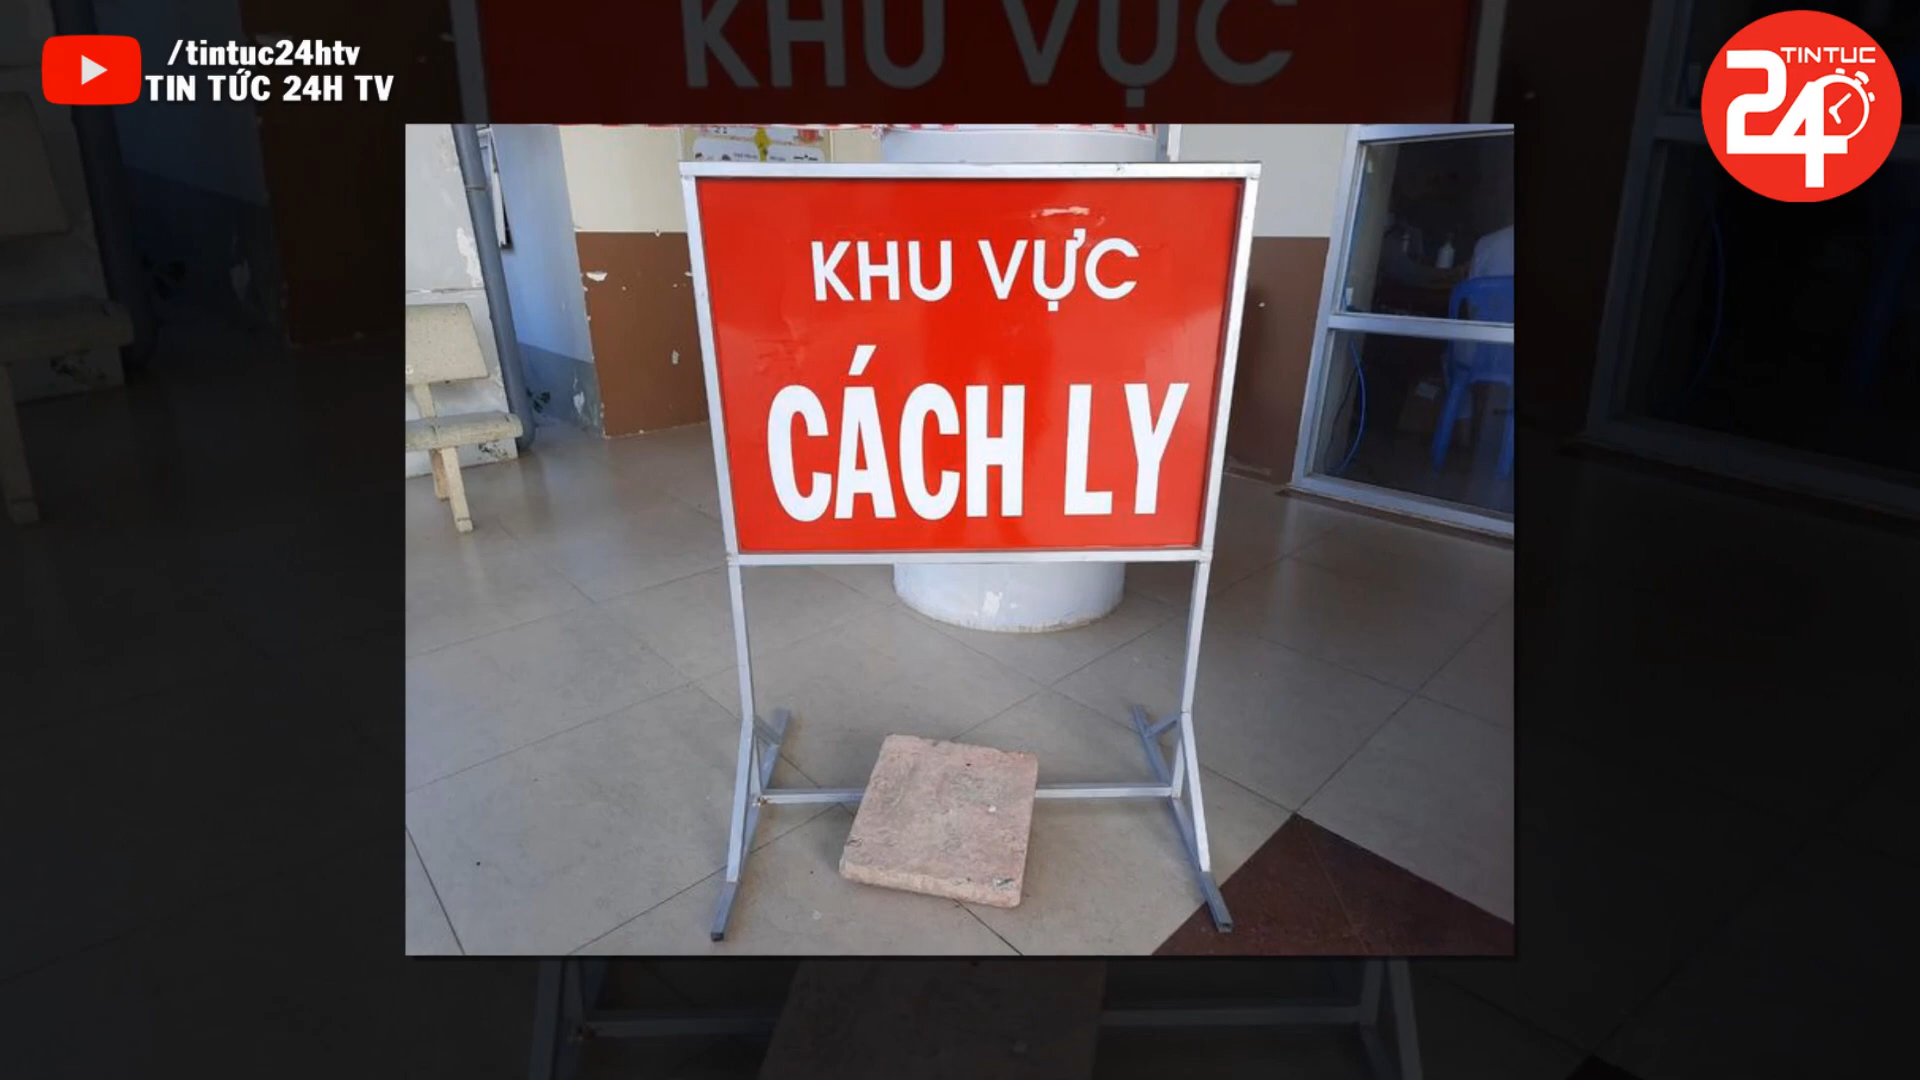 /tintuc24htv
TIN TỨC 24H TV
TINTUC
24
KHU VỰC
KHU VỰC
CÁCH LY